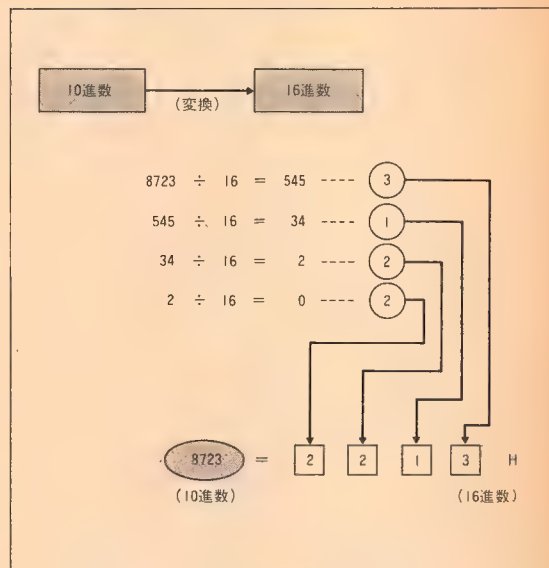 10進数 (変換) 16進数
8723 ÷ 16 = 545 ---- 3
545 ÷ 16 = 34 ---- 1
34 ÷ 16 = 2 ---- 2
2 ÷ 16 = 0 ---- 2
8723 = 2 2 1 3 H
(10進数) (16進数)